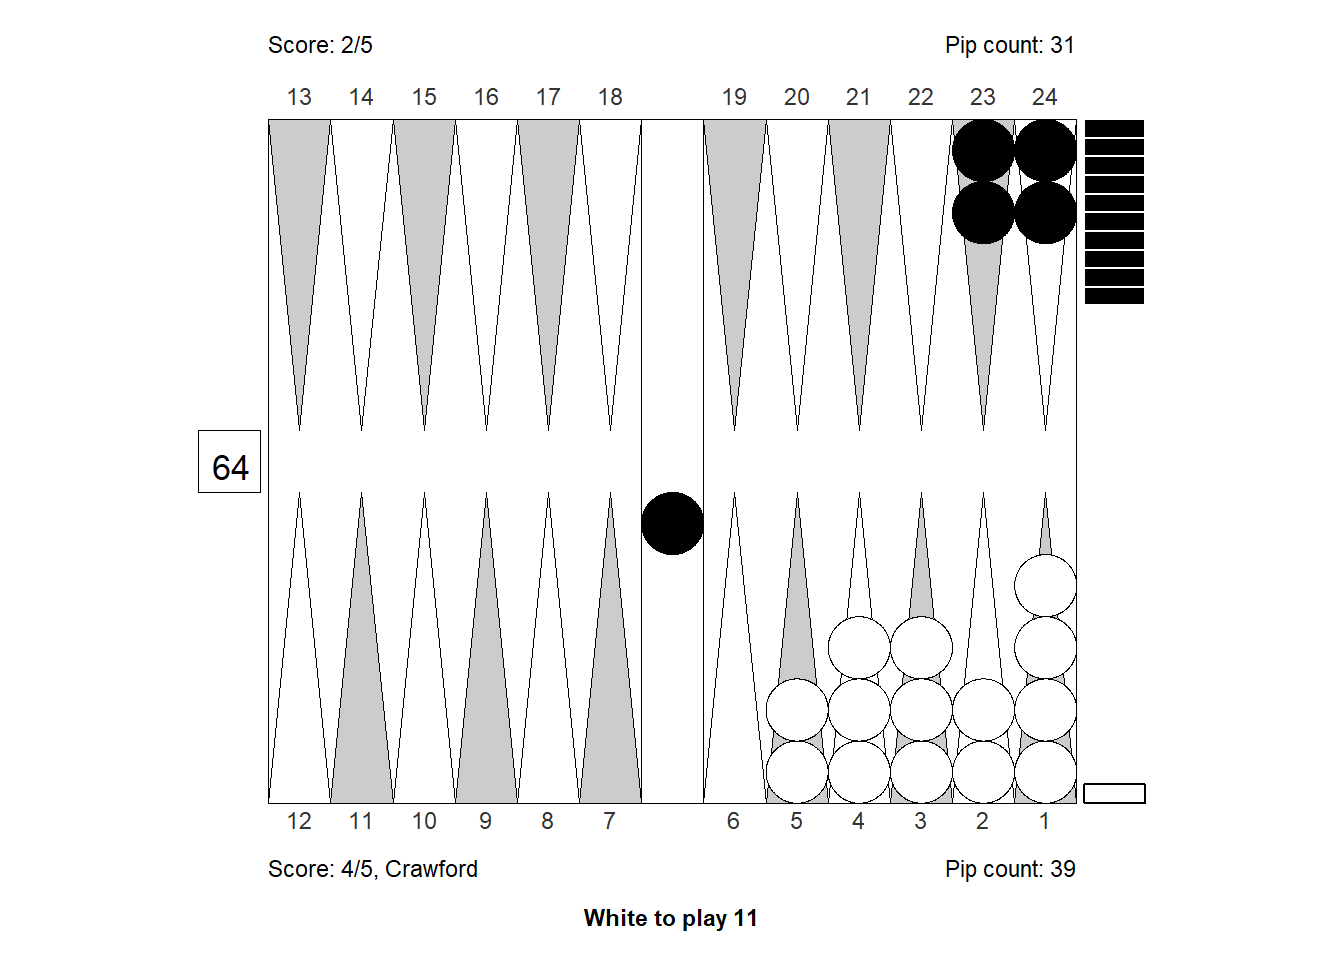 Score: 2/5 Pip count: 31
13 14 15 16 17 18 19 20 21 22 23 24
64
12 11 10 9 8 7 6 5 4 3 2 1
Score: 4/5, Crawford Pip count: 39
White to play 11